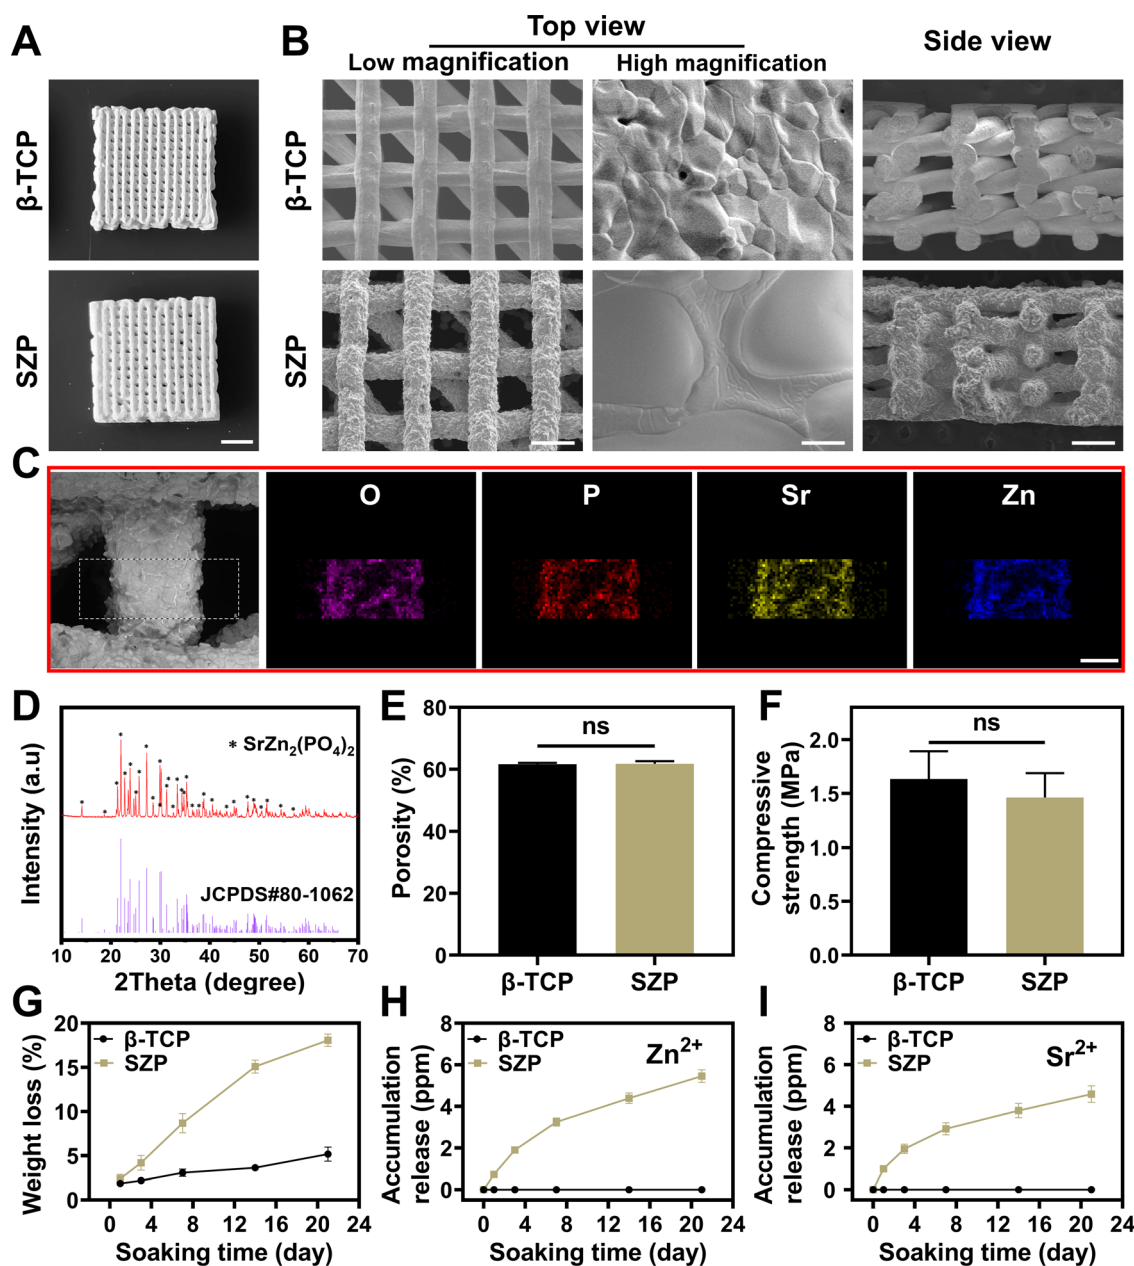 A
B
Top view
Side view
Low magnification
High magnification
β-TCP
β-TCP
SZP
SZP
C
O
P
Sr
Zn
D
* SrZn₂(PO₄)₂
JCPDS#80-1062
Intensity (a.u)
10 20 30 40 50 60 70
2Theta (degree)
E
ns
Porosity (%)
80
60
40
20
0
β-TCP SZP
F
ns
Compressive
strength (MPa)
2.0
1.5
1.0
0.5
0.0
β-TCP SZP
G
β-TCP
SZP
Weight loss (%)
20
15
10
5
0
0 4 8 12 16 20 24
Soaking time (day)
H
β-TCP
SZP
Zn²⁺
Accumulation
release (ppm)
8
6
4
2
0
0 4 8 12 16 20 24
Soaking time (day)
I
β-TCP
SZP
Sr²⁺
Accumulation
release (ppm)
8
6
4
2
0
0 4 8 12 16 20 24
Soaking time (day)